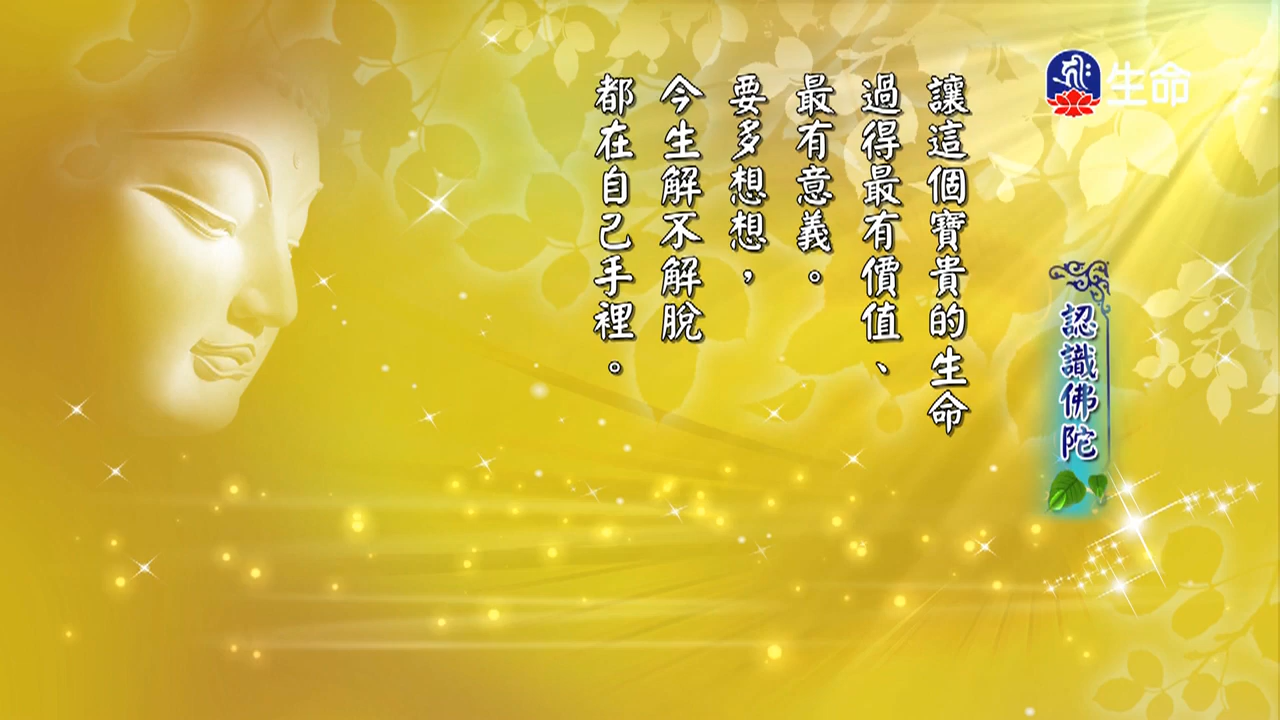 生命
認識佛陀
讓這個寶貴的生命
過得最有價值、
最有意義。
要多想想，
今生解不解脫
都在自己手裡。